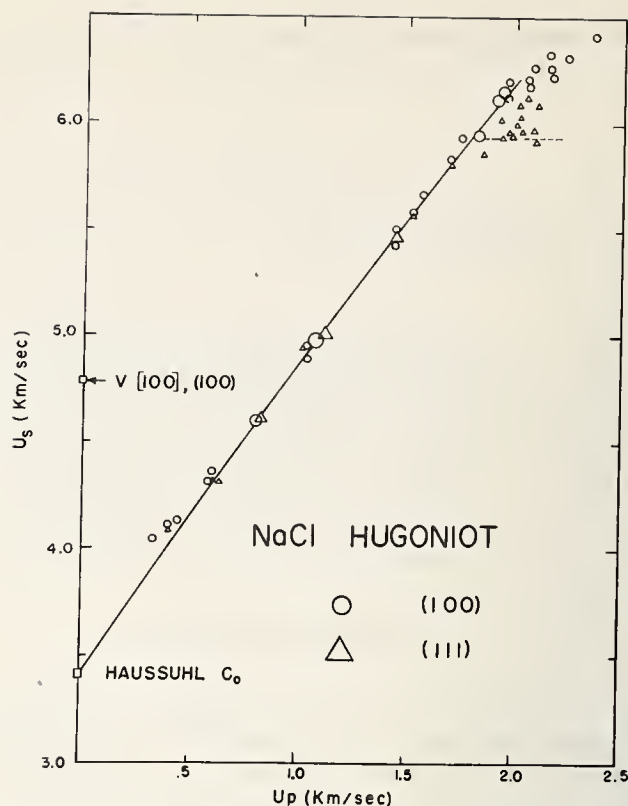 6.0
5.0
4.0
3.0
Us (Km/sec)
V [100], (100)
NaCl HUGONIOT
(100)
(111)
HAUSSUHL Co
.5
1.0
1.5
2.0
2.5
Up (Km/sec)